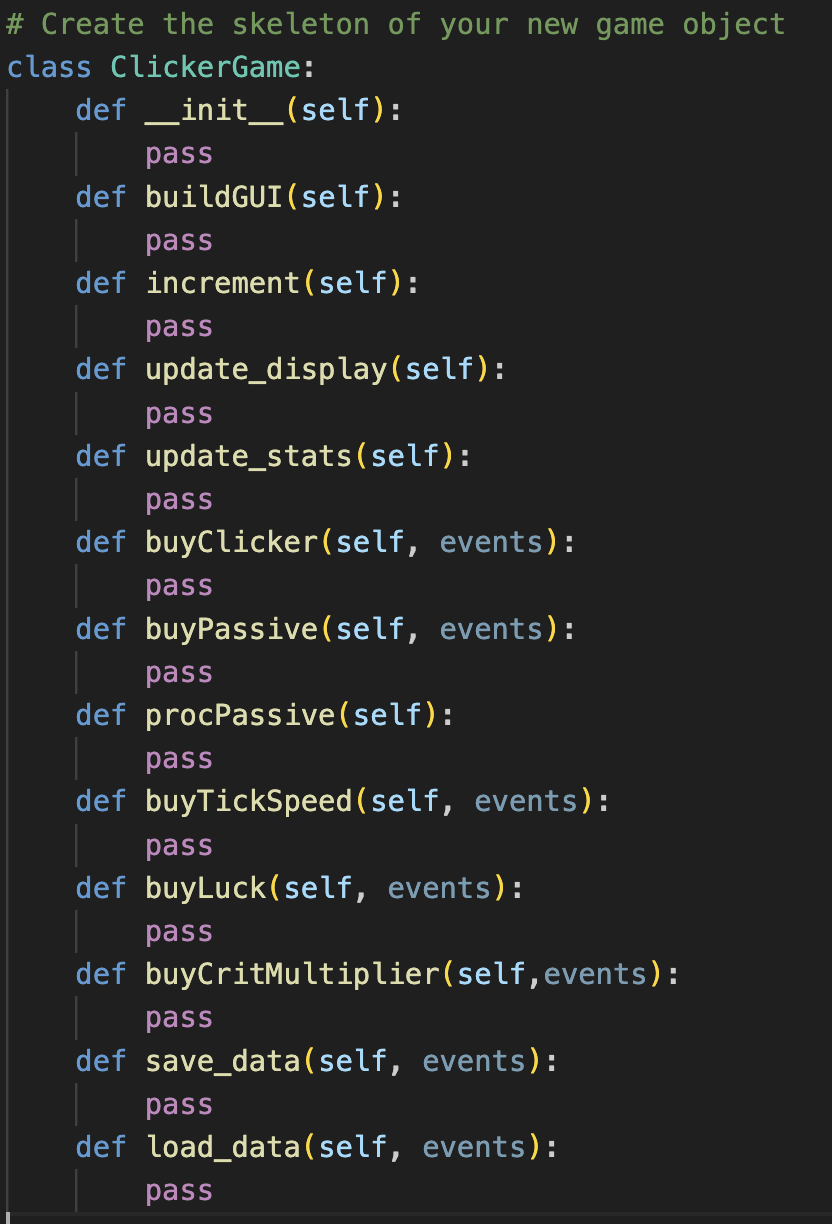 # Create the skeleton of your new game object
class ClickerGame:
    def __init__(self):
        pass
    def buildGUI(self):
        pass
    def increment(self):
        pass
    def update_display(self):
        pass
    def update_stats(self):
        pass
    def buyClicker(self, events):
        pass
    def buyPassive(self, events):
        pass
    def procPassive(self):
        pass
    def buyTickSpeed(self, events):
        pass
    def buyLuck(self, events):
        pass
    def buyCritMultiplier(self,events):
        pass
    def save_data(self, events):
        pass
    def load_data(self, events):
        pass